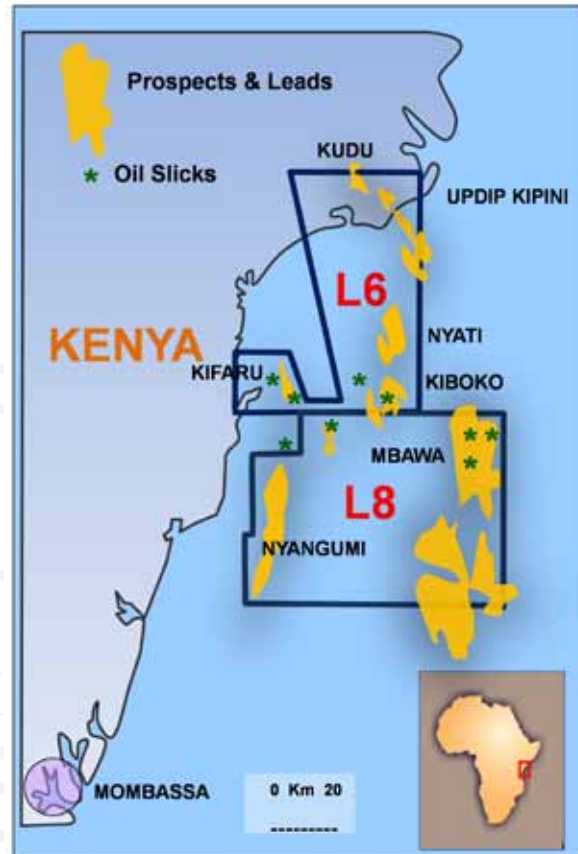 Prospects & Leads
* Oil Slicks
KUDU
UPDIP KIPINI
L6
KENYA
NYATI
KIFARU
KIBOKO
MBAWA
L8
NYANGUMI
MOMBASSA
0 Km 20
---------